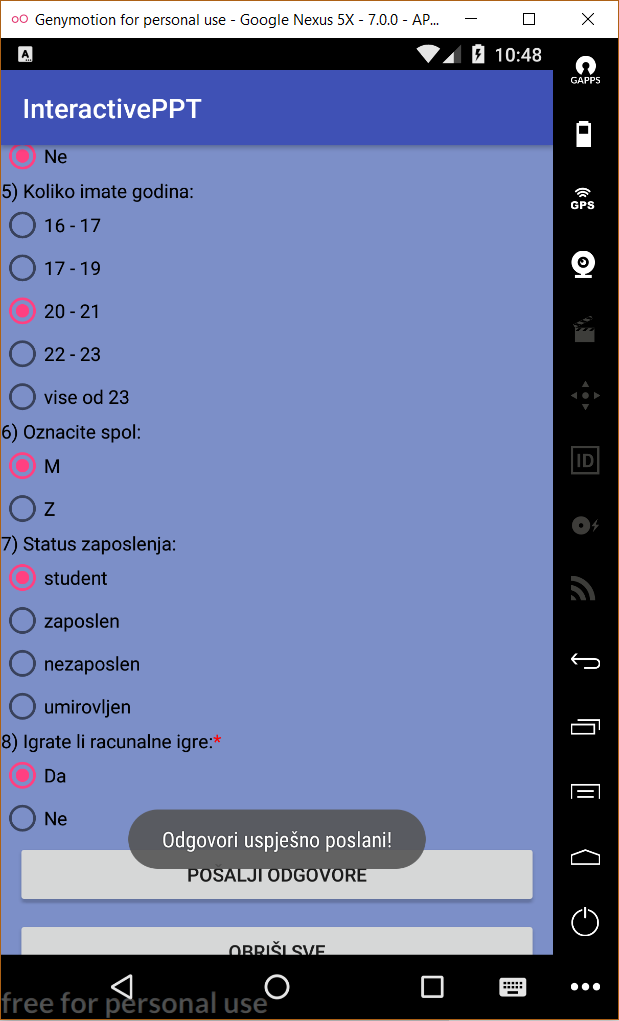 Genymotion for personal use - Google Nexus 5X - 7.0.0 - AP...
A
10:48
GAPPS
InteractivePPT
Ne
5) Koliko imate godina:
16 - 17
GPS
17 - 19
20 - 21
22 - 23
vise od 23
6) Oznacite spol:
M
ID
Z
7) Status zaposlenja:
student
zaposlen
nezaposlen
umirovljen
8) Igrate li racunalne igre:*
Da
Ne
Odgovori uspješno poslani!
POŠALJI ODGOVORE
OBRIŠI SVE
free for personal use